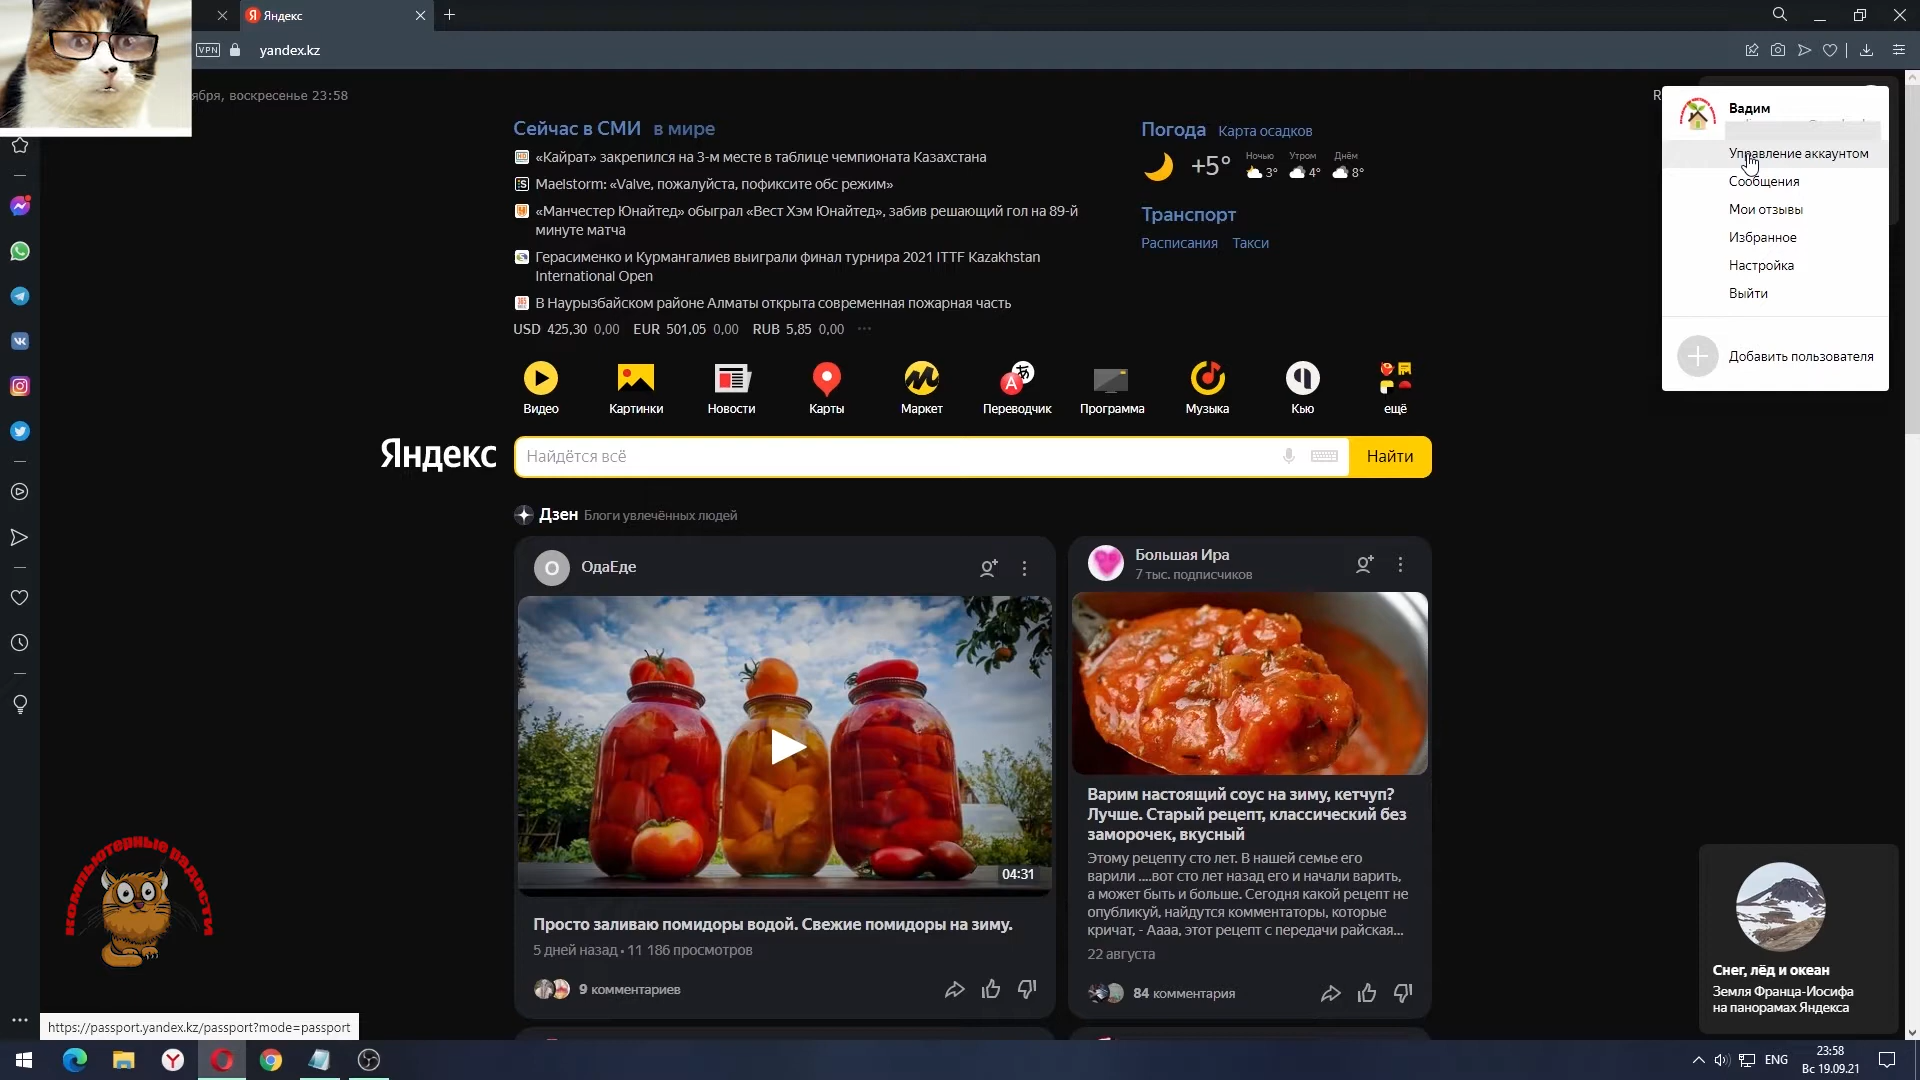 Яндекс
VPN
yandex.kz
воскресенье 23:58
Сейчас в СМИ в мире
«Кайрат» закрепился на 3-м месте в таблице чемпионата Казахстана
Maelstorm: «Valve, пожалуйста, пофиксите обс режим»
«Манчестер Юнайтед» обыграл «Вест Хэм Юнайтед», забив решающий гол на 89-й
минуте матча
Герасименко и Курмангалиев выиграли финал турнира 2021 ITTF Kazakhstan
International Open
В Наурызбайском районе Алматы открыта современная пожарная часть
USD 425,30 0,00 EUR 501,05 0,00 RUB 5,85 0,00 ···
Погода Карта осадков
+5°
Ночью Утром Днём
3° 4° 8°
Транспорт
Расписания Такси
Вадим
Управление аккаунтом
Сообщения
Мои отзывы
Избранное
Настройка
Выйти
Добавить пользователя
Видео Картинки Новости Карты Маркет Переводчик Программа Музыка Кью ещё
Яндекс
Найдётся всё
Найти
Дзен Блоги увлечённых людей
О ОдаЕде
04:31
Просто заливаю помидоры водой. Свежие помидоры на зиму.
5 дней назад • 11 186 просмотров
9 комментариев
Большая Ира
7 тыс. подписчиков
Варим настоящий соус на зиму, кетчуп?
Лучше. Старый рецепт, классический без
заморочек, вкусный
Этому рецепту сто лет. В нашей семье его
варили ....вот сто лет назад его и начали варить,
а может быть и больше. Сегодня какой рецепт не
опубликуй, найдутся комментаторы, которые
кричат, - Аааа, этот рецепт с передачи райская...
22 августа
84 комментария
компьютерные радости
Снег, лёд и океан
Земля Франца-Иосифа
на панорамах Яндекса
https://passport.yandex.kz/passport?mode=passport
ENG
23:58
Вс 19.09.21